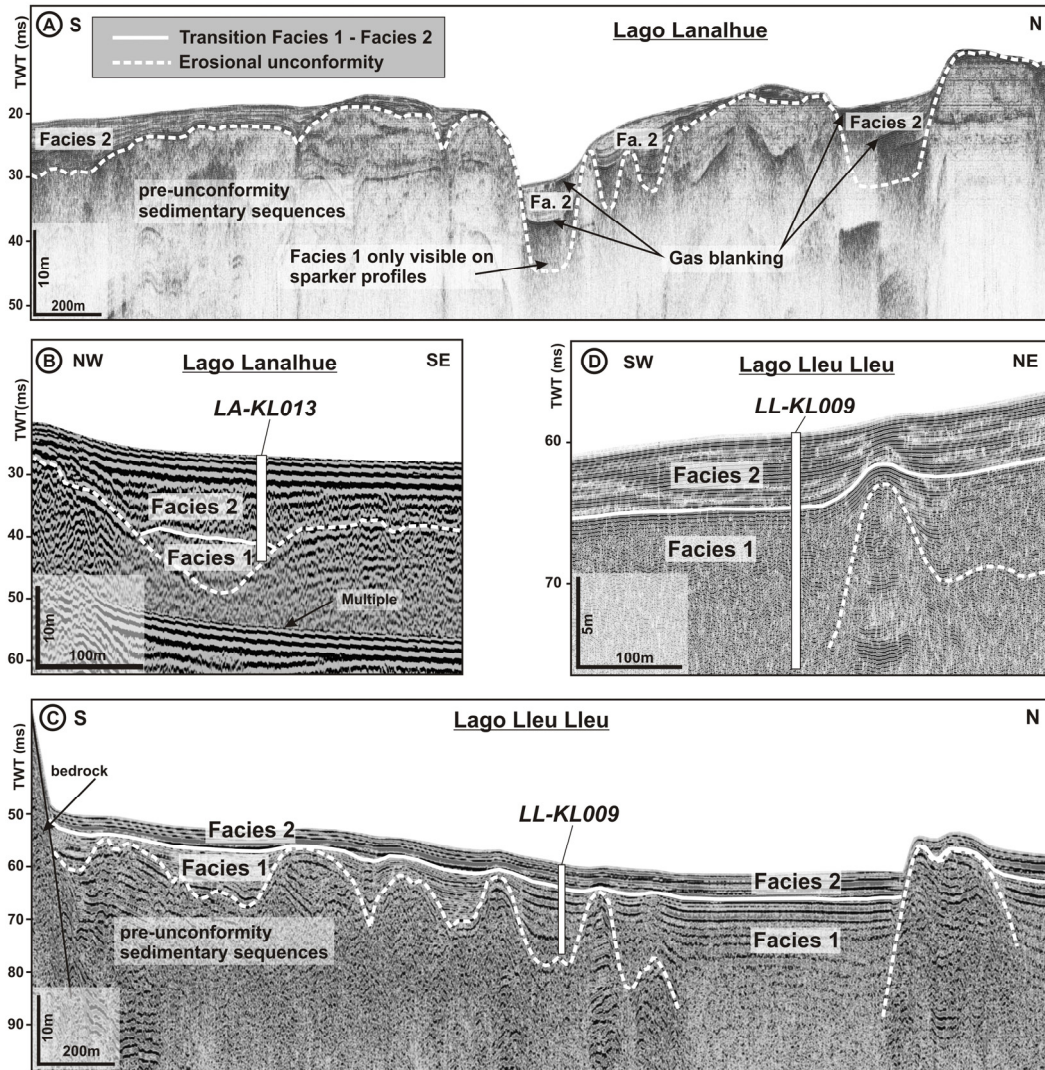 A S
Transition Facies 1 - Facies 2
Erosional unconformity
Lago Lanalhue
N
TWT (ms)
20
30
40
50
Facies 2
pre-unconformity
sedimentary sequences
Fa. 2
Fa. 2
Facies 2
Facies 1 only visible on
sparker profiles
Gas blanking
10m
200m
B NW
Lago Lanalhue
SE
TWT(ms)
30
40
50
60
LA-KL013
Facies 2
Facies 1
Multiple
10m
100m
D SW
Lago Lleu Lleu
NE
TWT (ms)
60
70
LL-KL009
Facies 2
Facies 1
5m
100m
C S
Lago Lleu Lleu
N
TWT (ms)
50
60
70
80
90
bedrock
LL-KL009
Facies 2
Facies 1
Facies 2
Facies 1
pre-unconformity
sedimentary sequences
10m
200m